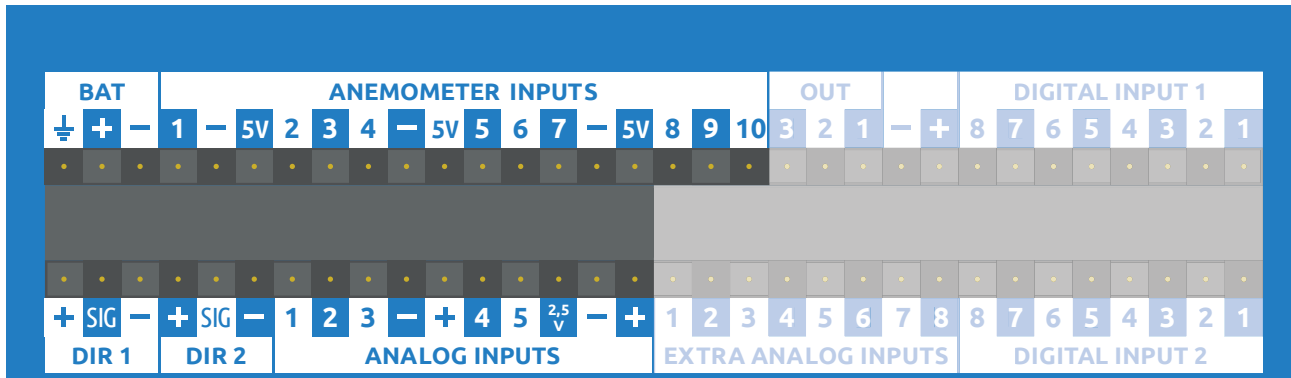 BAT ANEMOMETER INPUTS OUT DIGITAL INPUT 1
+ − 1 − 5V 2 3 4 − 5V 5 6 7 − 5V 8 9 10 3 2 1 − + 8 7 6 5 4 3 2 1
+ SIG − + SIG − 1 2 3 − + 4 5 2,5 V − + 1 2 3 4 5 6 7 8 8 7 6 5 4 3 2 1
DIR 1 DIR 2 ANALOG INPUTS EXTRA ANALOG INPUTS DIGITAL INPUT 2